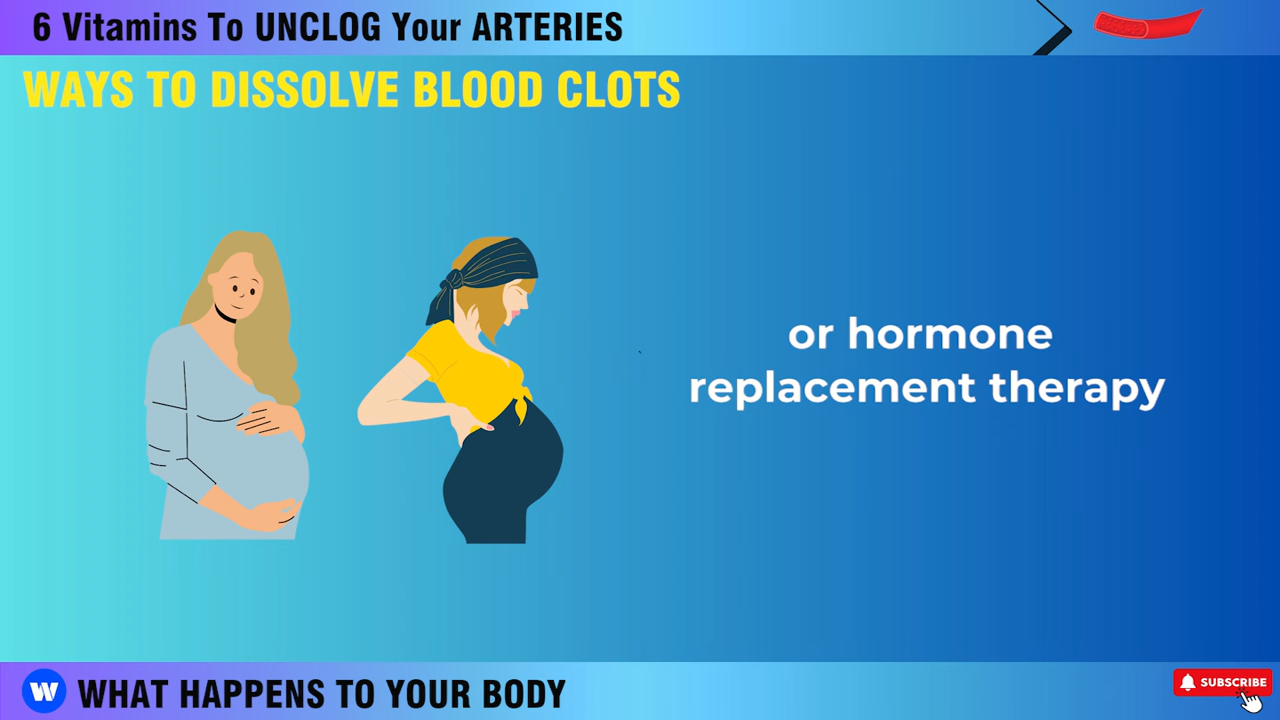 6 Vitamins To UNCLOG Your ARTERIES
WAYS TO DISSOLVE BLOOD CLOTS
or hormone
replacement therapy
W WHAT HAPPENS TO YOUR BODY
SUBSCRIBE